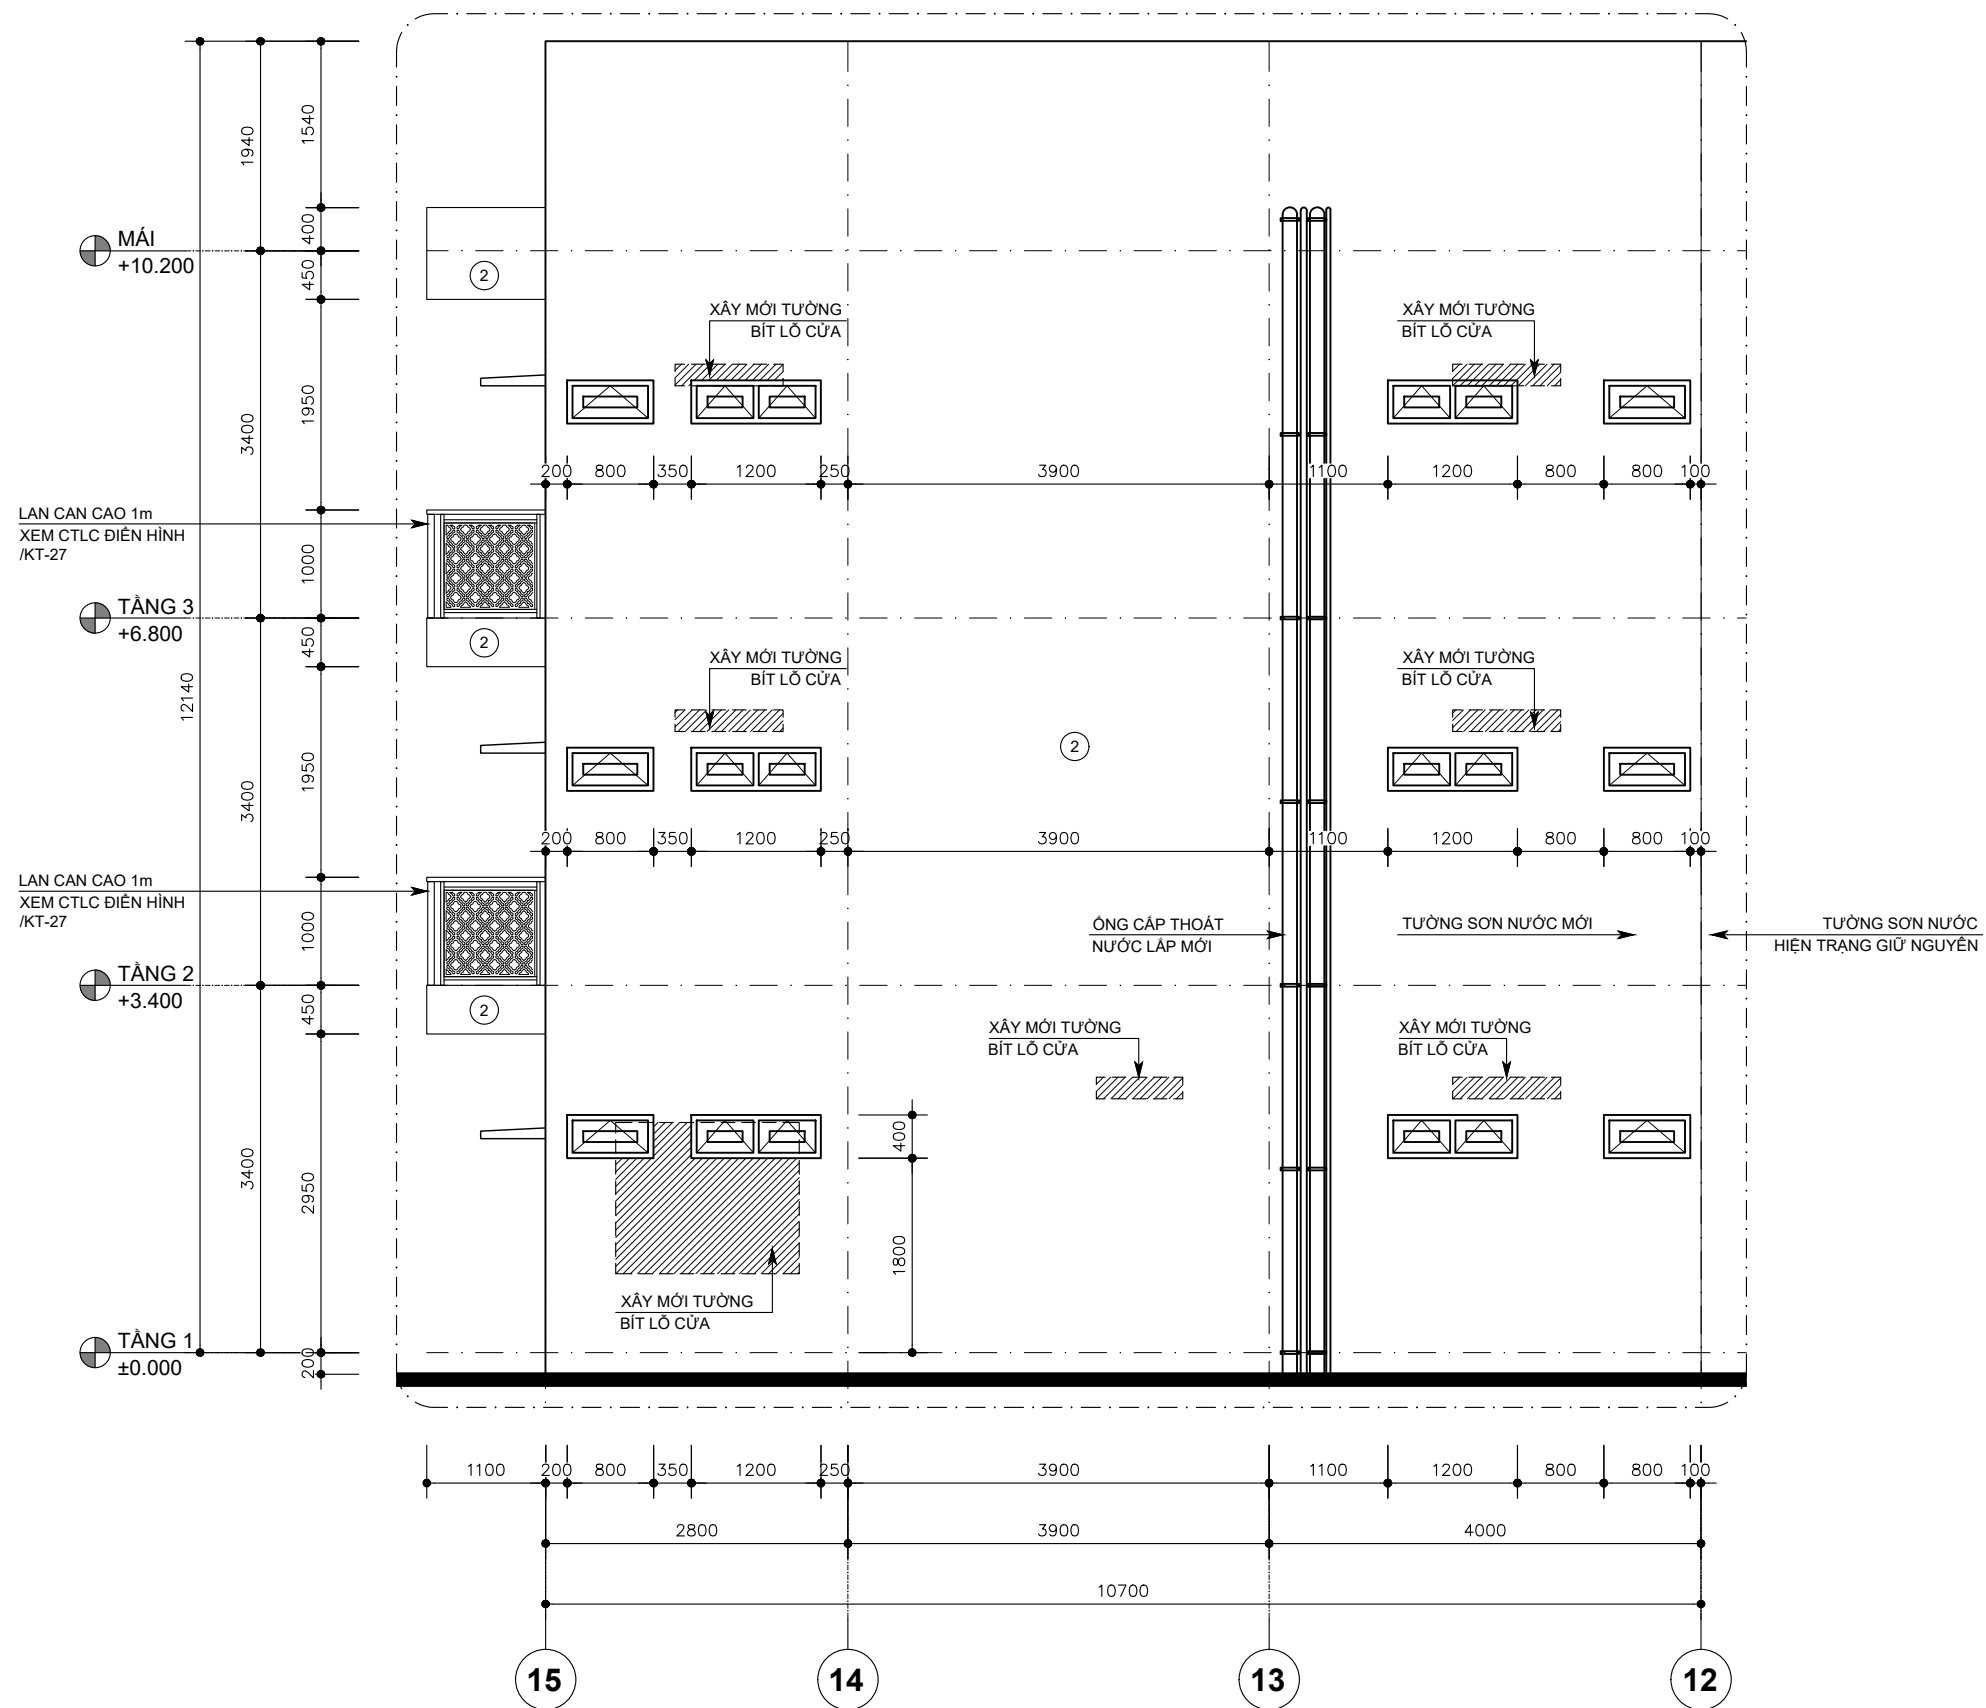 1540
1940
400
MÁI
+10.200
450
2
XÂY MỚI TƯỜNG
BÍT LỖ CỬA
XÂY MỚI TƯỜNG
BÍT LỖ CỬA
1950
3400
200 800 350 1200 250 3900 1100 1200 800 800 100
LAN CAN CAO 1m
XEM CTLC ĐIỂN HÌNH
/KT-27
1000
TẦNG 3
+6.800
450
2
12140
XÂY MỚI TƯỜNG
BÍT LỖ CỬA
XÂY MỚI TƯỜNG
BÍT LỖ CỬA
2
1950
3400
200 800 350 1200 250 3900 1100 1200 800 800 100
LAN CAN CAO 1m
XEM CTLC ĐIỂN HÌNH
/KT-27
1000
ỐNG CẤP THOÁT
NƯỚC LẮP MỚI
TƯỜNG SƠN NƯỚC MỚI
TƯỜNG SƠN NƯỚC
HIỆN TRẠNG GIỮ NGUYÊN
TẦNG 2
+3.400
450
2
XÂY MỚI TƯỜNG
BÍT LỖ CỬA
XÂY MỚI TƯỜNG
BÍT LỖ CỬA
400
3400
2950
1800
XÂY MỚI TƯỜNG
BÍT LỖ CỬA
TẦNG 1
±0.000
200
1100 200 800 350 1200 250 3900 1100 1200 800 800 100
2800 3900 4000
10700
15 14 13 12